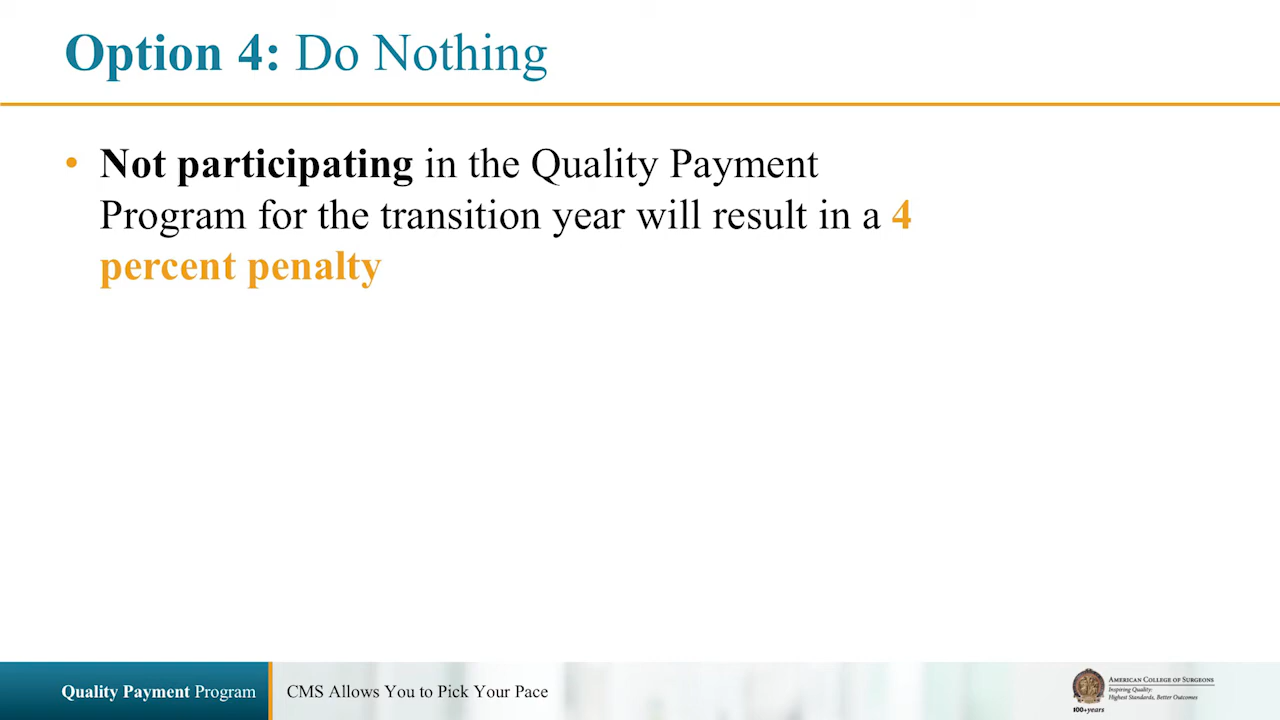 Option 4: Do Nothing
• Not participating in the Quality Payment
Program for the transition year will result in a 4
percent penalty
Quality Payment Program
CMS Allows You to Pick Your Pace
AMERICAN COLLEGE OF SURGEONS
Inspiring Quality:
Highest Standards, Better Outcomes
100+years